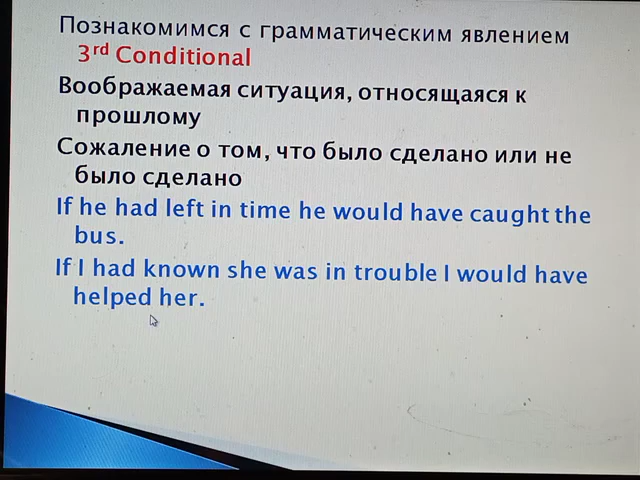 Познакомимся с грамматическим явлением
3rd Conditional
Воображаемая ситуация, относящаяся к
прошлому
Сожаление о том, что было сделано или не
было сделано
If he had left in time he would have caught the
bus.
If I had known she was in trouble I would have
helped her.